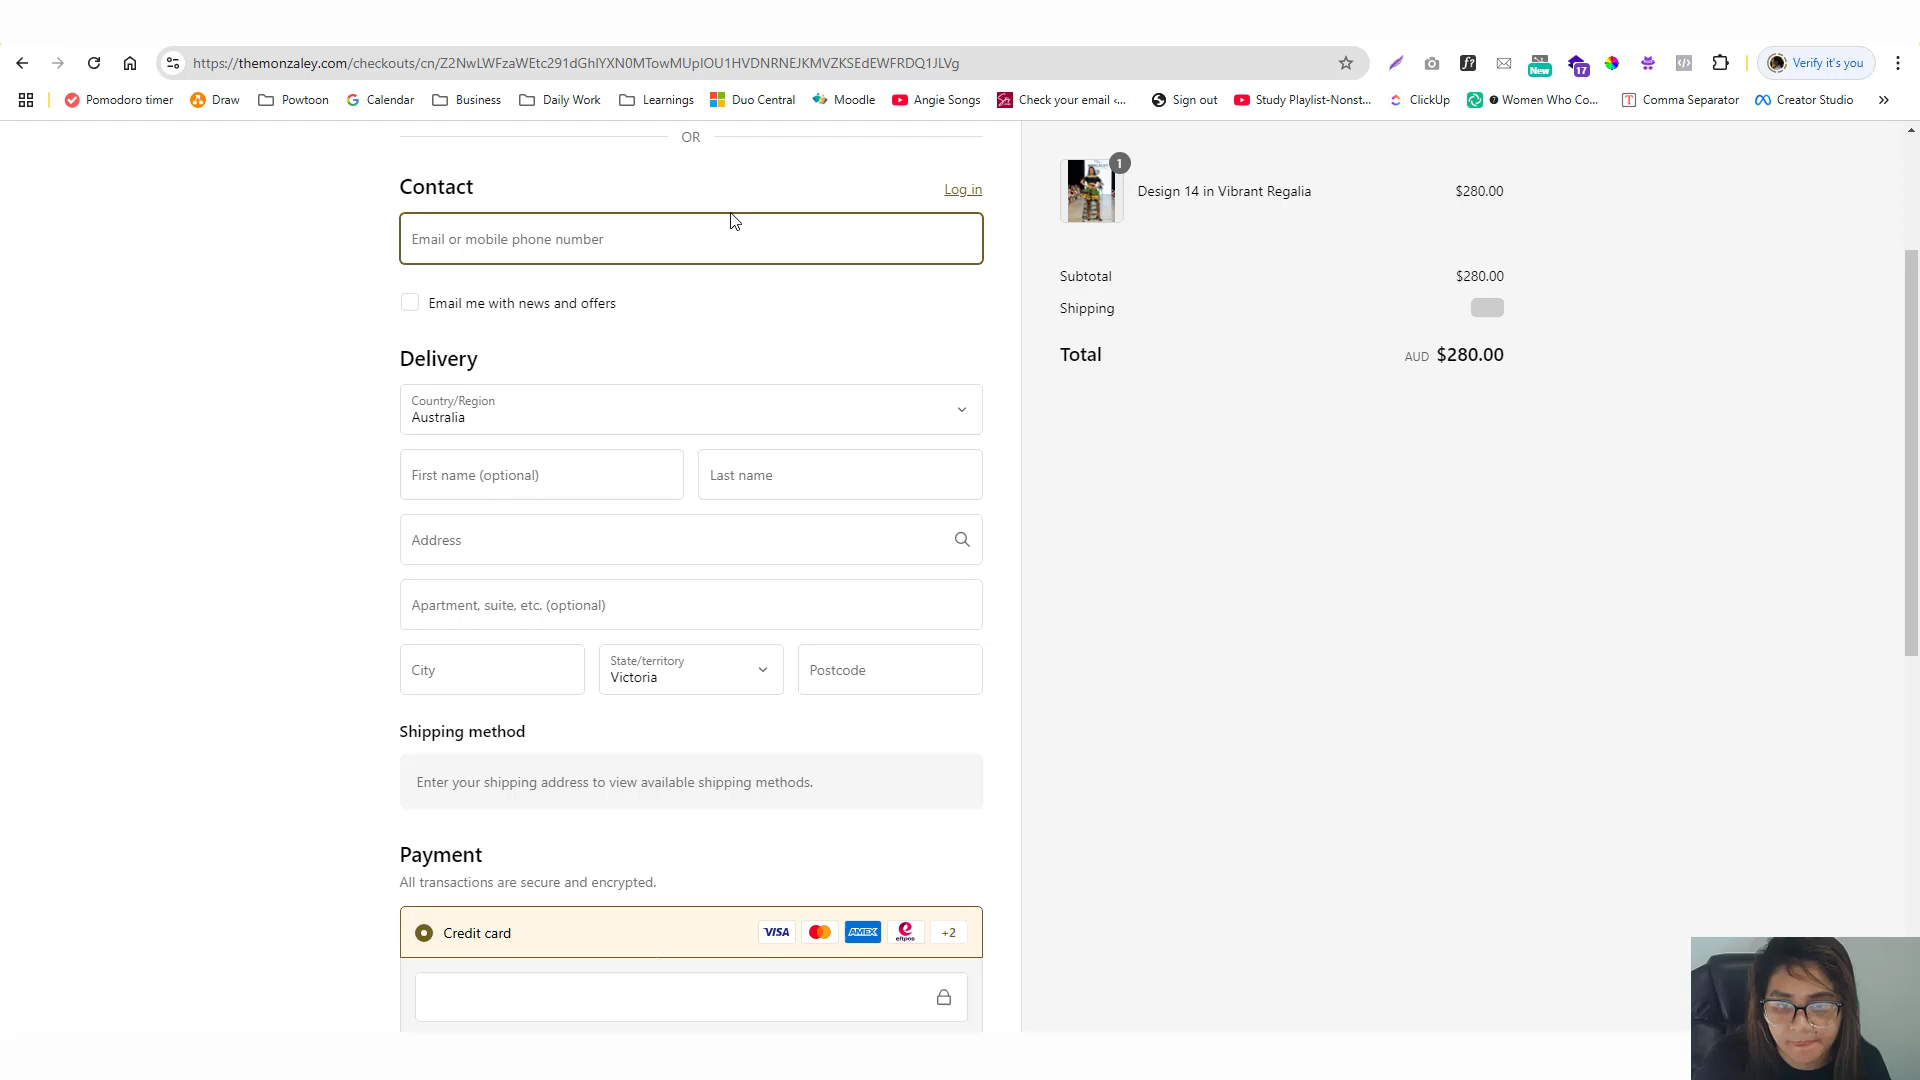 https://themonzaley.com/checkouts/cn/Z2NwLWFzaWEtc291dGhlYXN0MTowMUpIOU1HVDNRNEJKMVZKSEdEWFRDQ1JLVg
New
17
Verify it's you
Pomodoro timer
Draw
Powtoon
Calendar
Business
Daily Work
Learnings
Duo Central
Moodle
Angie Songs
Check your email <...
Sign out
Study Playlist-Nonst...
ClickUp
Women Who Co...
Comma Separator
Creator Studio
OR
Contact
Log in
Email or mobile phone number
Email me with news and offers
Delivery
Country/Region
Australia
First name (optional)
Last name
Address
Apartment, suite, etc. (optional)
City
State/territory
Victoria
Postcode
Shipping method
Enter your shipping address to view available shipping methods.
Payment
All transactions are secure and encrypted.
Credit card
VISA
AMEX
eftpos
+2
1
Design 14 in Vibrant Regalia
$280.00
Subtotal
$280.00
Shipping
Total
AUD $280.00